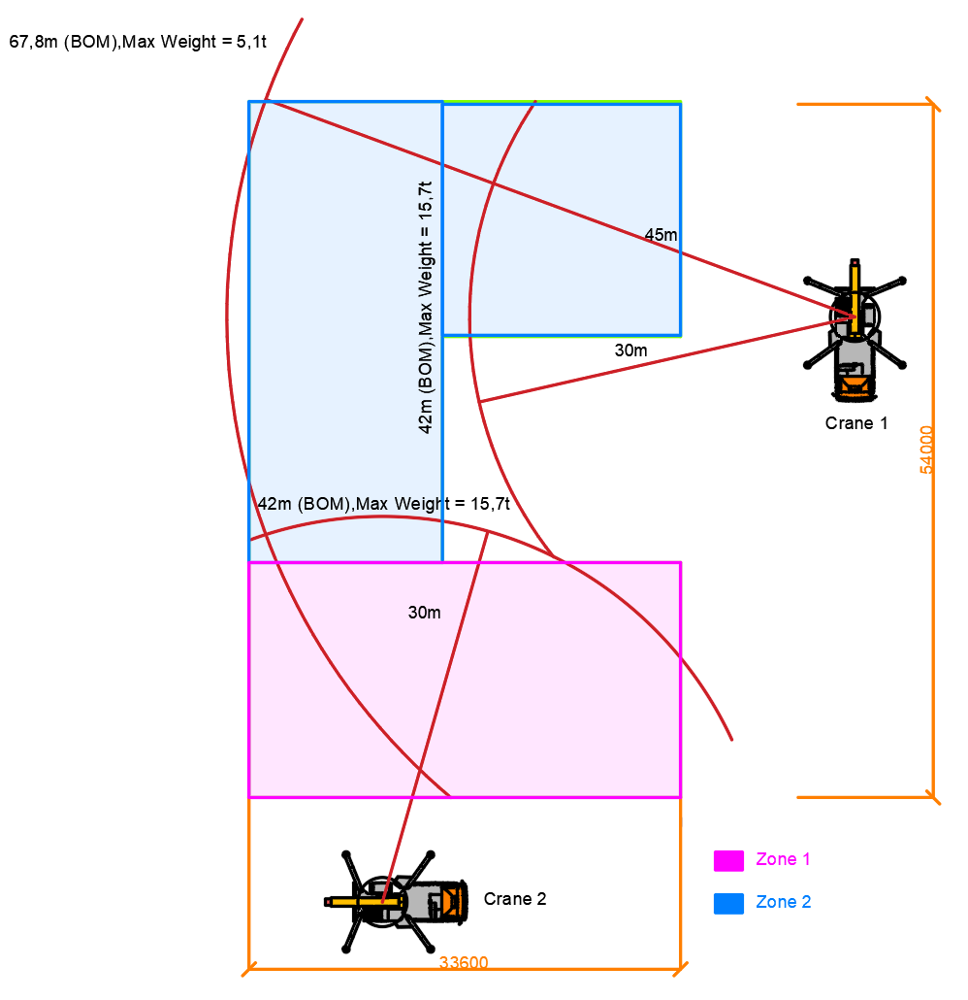 67,8m (BOM),Max Weight = 5,1t
45m
42m (BOM),Max Weight = 15,7t
30m
Crane 1
54000
42m (BOM),Max Weight = 15,7t
30m
Zone 1
Crane 2
Zone 2
33600